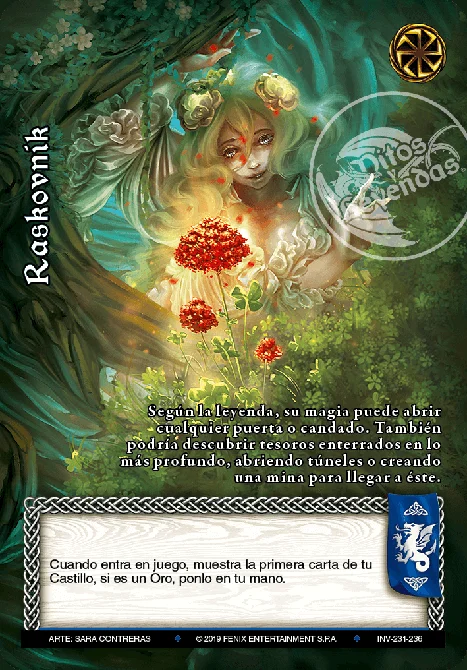 Raskovnik
Mitos
y Leyendas
Según la leyenda, su magia puede abrir
cualquier puerta o candado. También
podría descubrir tesoros enterrados en lo
más profundo, abriendo túneles o creando
una mina para llegar a éste.
Cuando entra en juego, muestra la primera carta de tu
Castillo, si es un Oro, ponlo en tu mano.
ARTE: SARA CONTRERAS © 2019 FENIX ENTERTAINMENT S.P.A INV-231-236